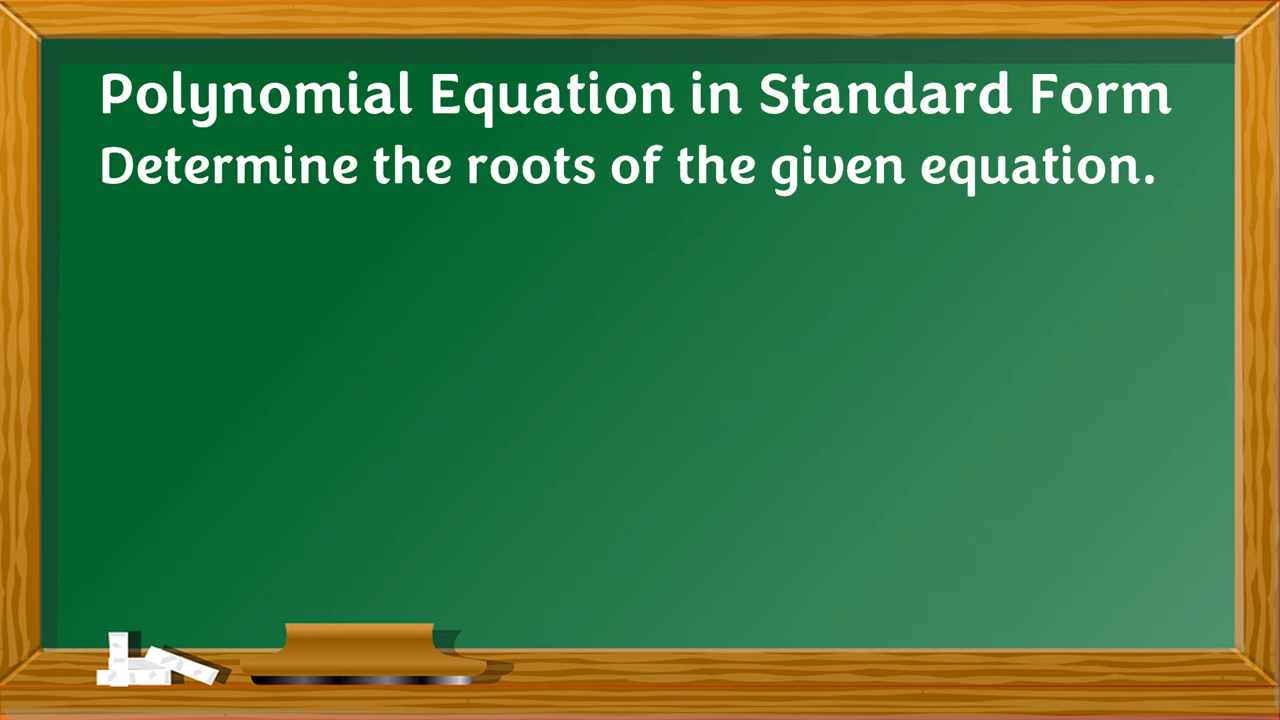 Polynomial Equation in Standard Form
Determine the roots of the given equation.